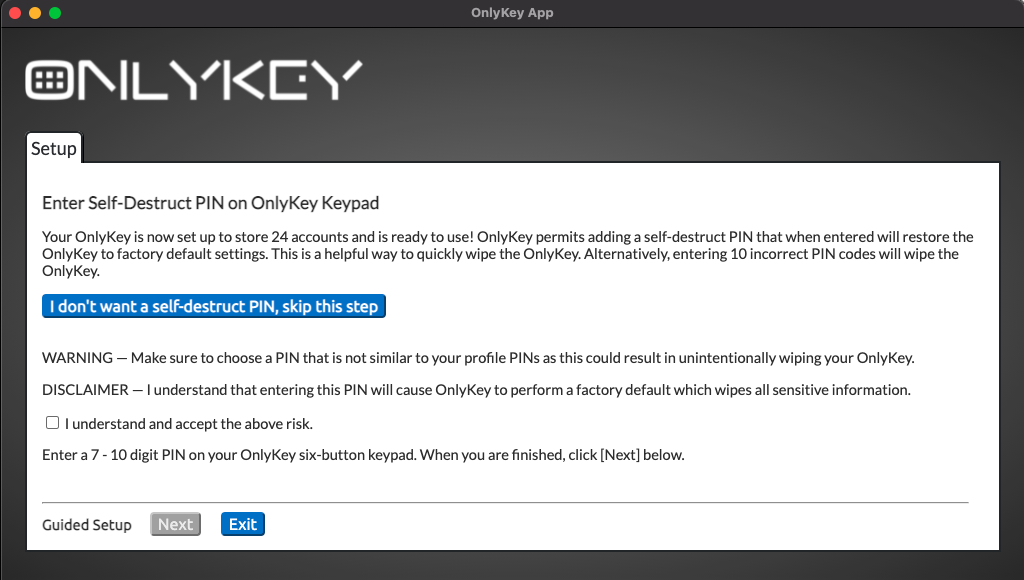 OnlyKey App
ONLYKEY
Setup
Enter Self-Destruct PIN on OnlyKey Keypad
Your OnlyKey is now set up to store 24 accounts and is ready to use! OnlyKey permits adding a self-destruct PIN that when entered will restore the
OnlyKey to factory default settings. This is a helpful way to quickly wipe the OnlyKey. Alternatively, entering 10 incorrect PIN codes will wipe the
OnlyKey.
I don't want a self-destruct PIN, skip this step
WARNING — Make sure to choose a PIN that is not similar to your profile PINs as this could result in unintentionally wiping your OnlyKey.
DISCLAIMER — I understand that entering this PIN will cause OnlyKey to perform a factory default which wipes all sensitive information.
I understand and accept the above risk.
Enter a 7 - 10 digit PIN on your OnlyKey six-button keypad. When you are finished, click [Next] below.
Guided Setup Next Exit